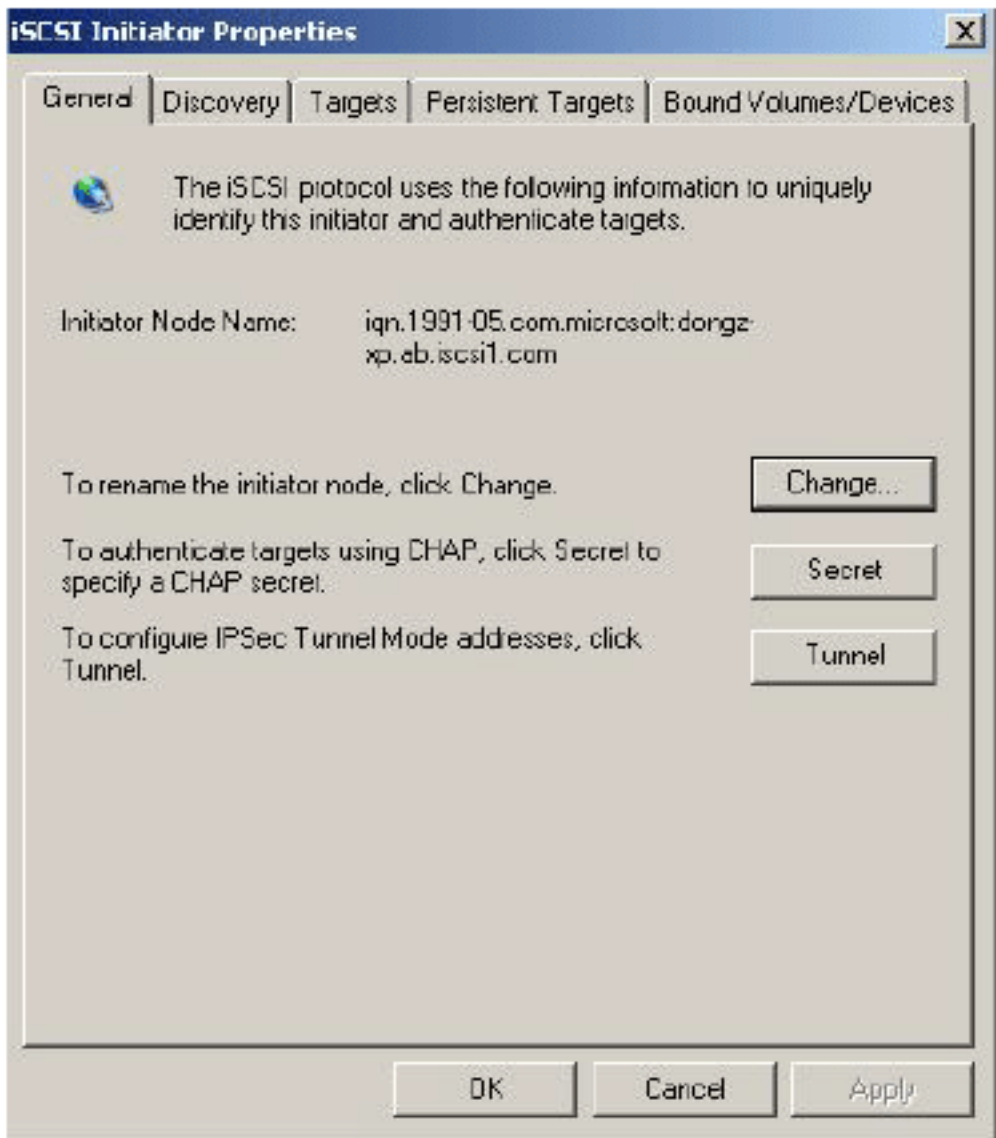 iSCSI Initiator Properties
General
Discovery
Targets
Persistent Targets
Bound Volumes/Devices
The iSCSI protocol uses the following information to uniquely
identify this initiator and authenticate targets.
Initiator Node Name:
iqn.1991-05.com.microsoft:dongz-
xp.ab.iscsi1.com
To rename the initiator node, click Change.
Change...
To authenticate targets using CHAP, click Secret to
specify a CHAP secret.
Secret
To configure IPSec Tunnel Mode addresses, click
Tunnel.
Tunnel
OK
Cancel
Apply